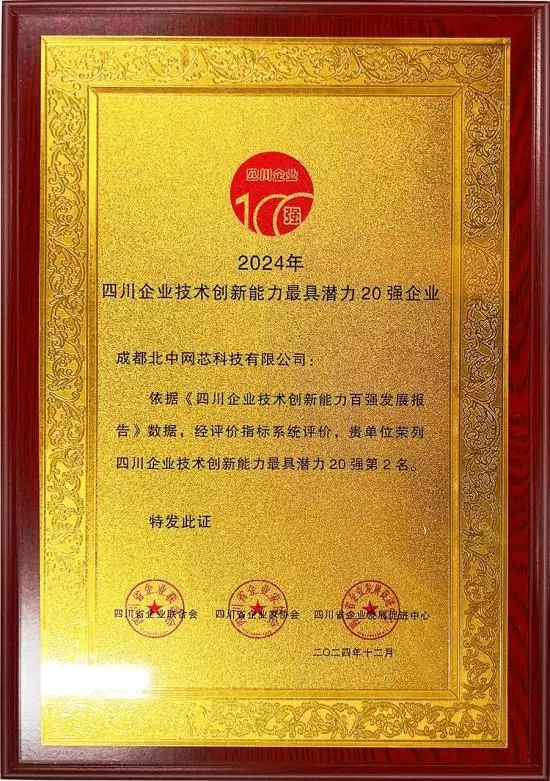 四川企业
100强
2024年
四川企业技术创新能力最具潜力20强企业
成都北中网芯科技有限公司：
依据《四川企业技术创新能力百强发展报
告》数据，经评价指标系统评价，贵单位荣列
四川企业技术创新能力最具潜力20强第2名。
特发此证
四川省企业联合会 四川省企业家协会 四川省企业发展促进中心
二〇二四年十二月